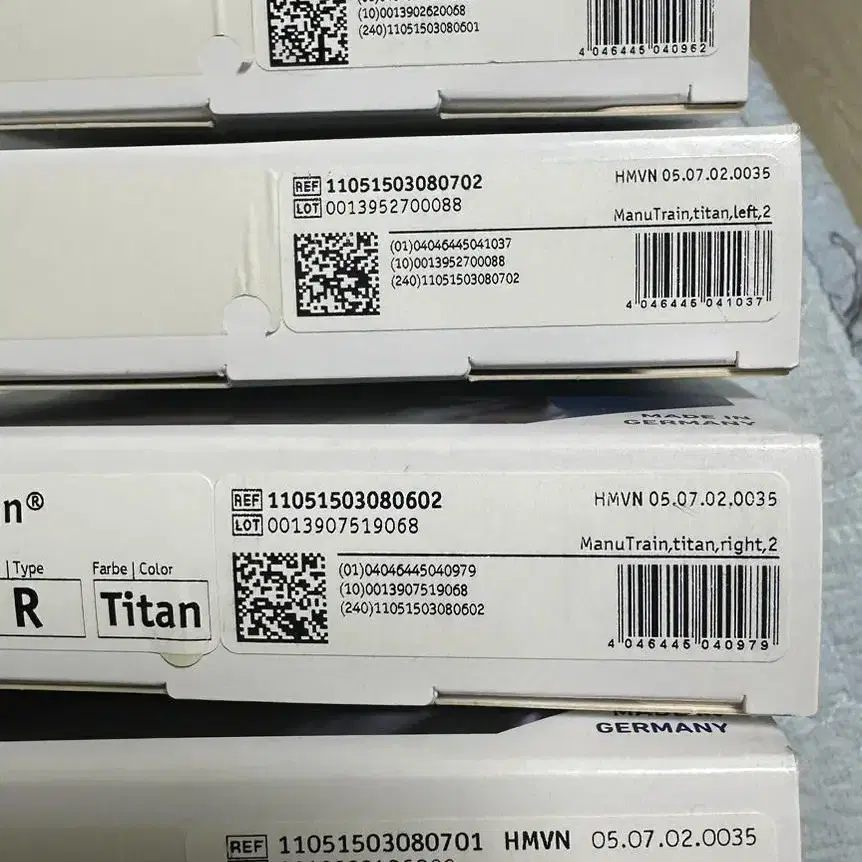 (10)0013902620068
(240)11051503080601
4 046445 040962
REF 11051503080702
LOT 0013952700088
HMVN 05.07.02.0035
ManuTrain,titan,left,2
(01)04046445041037
(10)0013952700088
(240)11051503080702
4 046445 041037
MADE IN
GERMANY
n®
| Type
R
Farbe | Color
Titan
REF 11051503080602
LOT 0013907519068
HMVN 05.07.02.0035
ManuTrain,titan,right,2
(01)04046445040979
(10)0013907519068
(240)11051503080602
4 046445 040979
MADE IN
GERMANY
REF 11051503080701 HMVN 05.07.02.0035